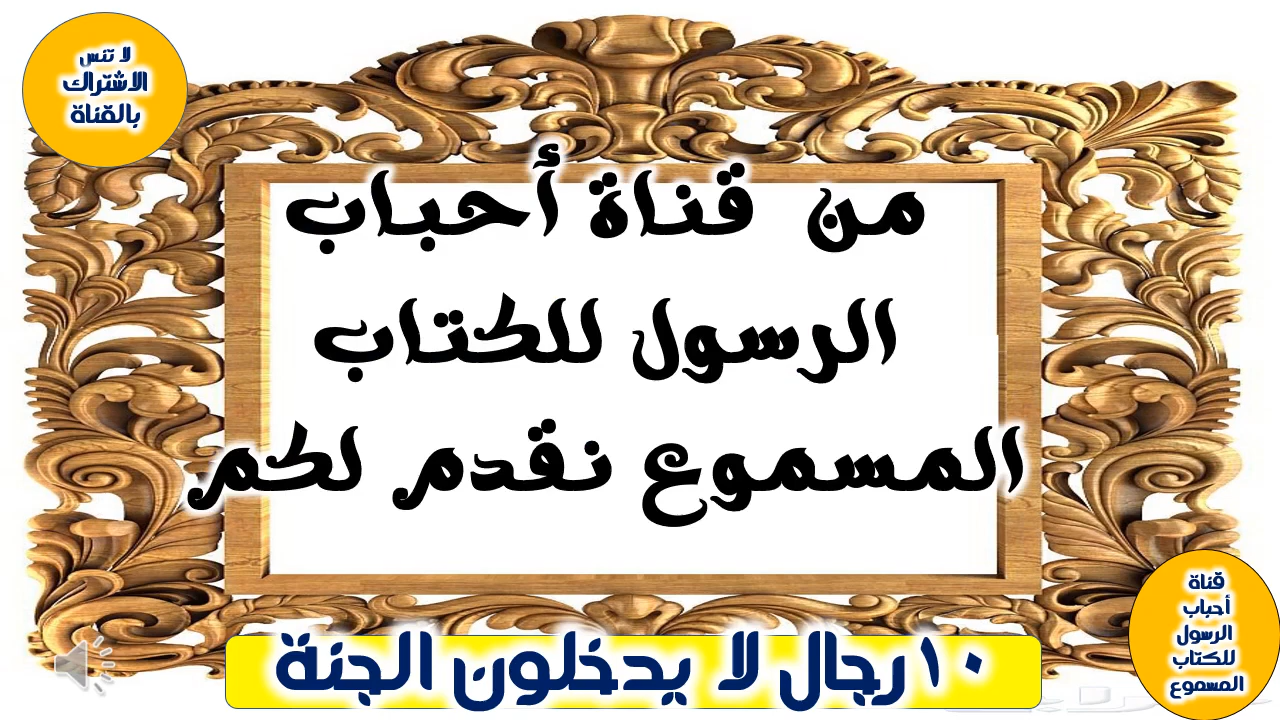 لا تنس
الاشتراك
بالقناة
من قناة أحباب
الرسول للكتاب
المسموع نقدم لكم
١٠ رجال لا يدخلون الجنة
قناة
أحباب
الرسول
للكتاب
المسموع